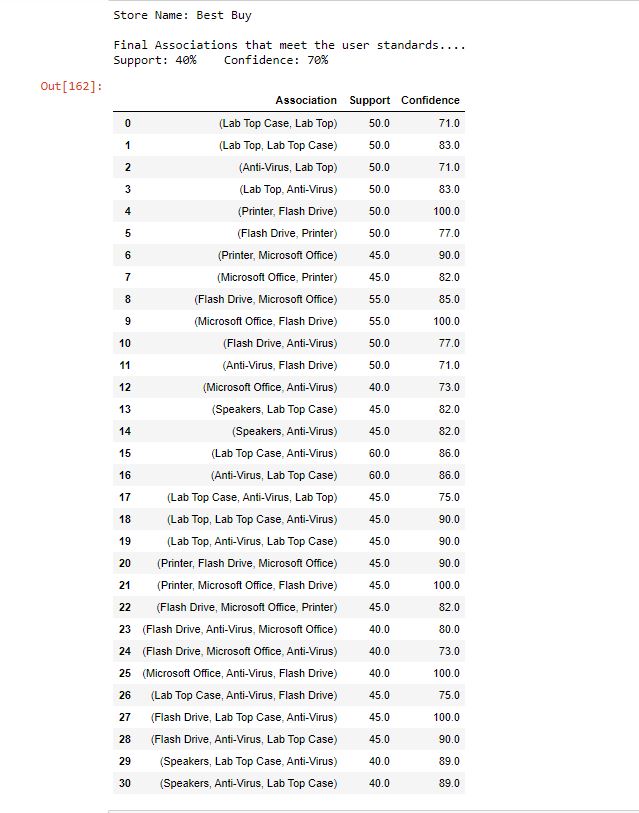 Store Name: Best Buy
Final Associations that meet the user standards....
Support: 40%    Confidence: 70%
Out[162]:
Association Support Confidence
0 (Lab Top Case, Lab Top) 50.0 71.0
1 (Lab Top, Lab Top Case) 50.0 83.0
2 (Anti-Virus, Lab Top) 50.0 71.0
3 (Lab Top, Anti-Virus) 50.0 83.0
4 (Printer, Flash Drive) 50.0 100.0
5 (Flash Drive, Printer) 50.0 77.0
6 (Printer, Microsoft Office) 45.0 90.0
7 (Microsoft Office, Printer) 45.0 82.0
8 (Flash Drive, Microsoft Office) 55.0 85.0
9 (Microsoft Office, Flash Drive) 55.0 100.0
10 (Flash Drive, Anti-Virus) 50.0 77.0
11 (Anti-Virus, Flash Drive) 50.0 71.0
12 (Microsoft Office, Anti-Virus) 40.0 73.0
13 (Speakers, Lab Top Case) 45.0 82.0
14 (Speakers, Anti-Virus) 45.0 82.0
15 (Lab Top Case, Anti-Virus) 60.0 86.0
16 (Anti-Virus, Lab Top Case) 60.0 86.0
17 (Lab Top Case, Anti-Virus, Lab Top) 45.0 75.0
18 (Lab Top, Lab Top Case, Anti-Virus) 45.0 90.0
19 (Lab Top, Anti-Virus, Lab Top Case) 45.0 90.0
20 (Printer, Flash Drive, Microsoft Office) 45.0 90.0
21 (Printer, Microsoft Office, Flash Drive) 45.0 100.0
22 (Flash Drive, Microsoft Office, Printer) 45.0 82.0
23 (Flash Drive, Anti-Virus, Microsoft Office) 40.0 80.0
24 (Flash Drive, Microsoft Office, Anti-Virus) 40.0 73.0
25 (Microsoft Office, Anti-Virus, Flash Drive) 40.0 100.0
26 (Lab Top Case, Anti-Virus, Flash Drive) 45.0 75.0
27 (Flash Drive, Lab Top Case, Anti-Virus) 45.0 100.0
28 (Flash Drive, Anti-Virus, Lab Top Case) 45.0 90.0
29 (Speakers, Lab Top Case, Anti-Virus) 40.0 89.0
30 (Speakers, Anti-Virus, Lab Top Case) 40.0 89.0